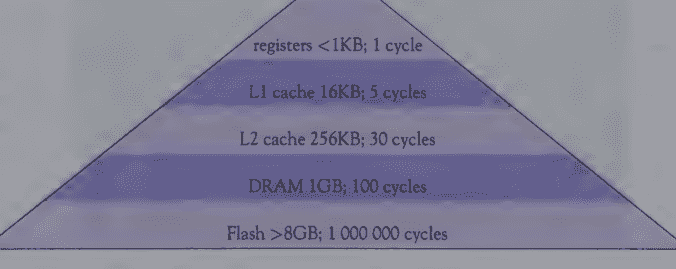 registers <1KB; 1 cycle
L1 cache 16KB; 5 cycles
L2 cache 256KB; 30 cycles
DRAM 1GB; 100 cycles
Flash >8GB; 1 000 000 cycles